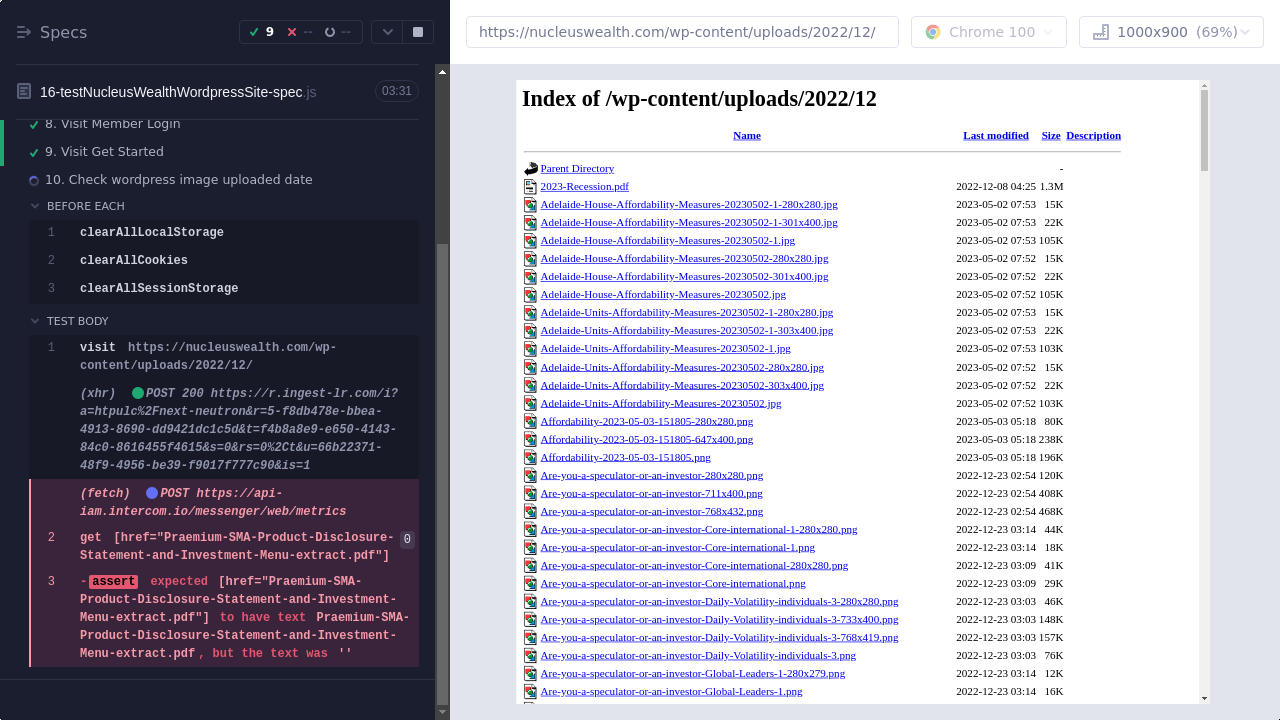 Specs
9
--
--
16-testNucleusWealthWordpressSite-spec.js
03:31
8. Visit Member Login
9. Visit Get Started
10. Check wordpress image uploaded date
BEFORE EACH
1 clearAllLocalStorage
2 clearAllCookies
3 clearAllSessionStorage
TEST BODY
1 visit https://nucleuswealth.com/wp-
content/uploads/2022/12/
(xhr) POST 200 https://r.ingest-lr.com/i?
a=htpulc%2Fnext-neutron&r=5-f8db478e-bbea-
4913-8690-dd9421dc1c5d&t=f4b8a8e9-e650-4143-
84c0-8616455f4615&s=0&rs=0%2Ct&u=66b22371-
48f9-4956-be39-f9017f777c90&is=1
(fetch) POST https://api-
iam.intercom.io/messenger/web/metrics
2 get [href="Praemium-SMA-Product-Disclosure-
Statement-and-Investment-Menu-extract.pdf"]
0
3 -assert expected [href="Praemium-SMA-
Product-Disclosure-Statement-and-Investment-
Menu-extract.pdf"] to have text Praemium-SMA-
Product-Disclosure-Statement-and-Investment-
Menu-extract.pdf, but the text was ''
https://nucleuswealth.com/wp-content/uploads/2022/12/
Chrome 100
1000x900 (69%)
Index of /wp-content/uploads/2022/12
Name Last modified Size Description
Parent Directory -
2023-Recession.pdf 2022-12-08 04:25 1.3M
Adelaide-House-Affordability-Measures-20230502-1-280x280.jpg 2023-05-02 07:53 15K
Adelaide-House-Affordability-Measures-20230502-1-301x400.jpg 2023-05-02 07:53 22K
Adelaide-House-Affordability-Measures-20230502-1.jpg 2023-05-02 07:53 105K
Adelaide-House-Affordability-Measures-20230502-280x280.jpg 2023-05-02 07:52 15K
Adelaide-House-Affordability-Measures-20230502-301x400.jpg 2023-05-02 07:52 22K
Adelaide-House-Affordability-Measures-20230502.jpg 2023-05-02 07:52 105K
Adelaide-Units-Affordability-Measures-20230502-1-280x280.jpg 2023-05-02 07:53 15K
Adelaide-Units-Affordability-Measures-20230502-1-303x400.jpg 2023-05-02 07:53 22K
Adelaide-Units-Affordability-Measures-20230502-1.jpg 2023-05-02 07:53 103K
Adelaide-Units-Affordability-Measures-20230502-280x280.jpg 2023-05-02 07:52 15K
Adelaide-Units-Affordability-Measures-20230502-303x400.jpg 2023-05-02 07:52 22K
Adelaide-Units-Affordability-Measures-20230502.jpg 2023-05-02 07:52 103K
Affordability-2023-05-03-151805-280x280.png 2023-05-03 05:18 80K
Affordability-2023-05-03-151805-647x400.png 2023-05-03 05:18 238K
Affordability-2023-05-03-151805.png 2023-05-03 05:18 196K
Are-you-a-speculator-or-an-investor-280x280.png 2022-12-23 02:54 120K
Are-you-a-speculator-or-an-investor-711x400.png 2022-12-23 02:54 408K
Are-you-a-speculator-or-an-investor-768x432.png 2022-12-23 02:54 468K
Are-you-a-speculator-or-an-investor-Core-international-1-280x280.png 2022-12-23 03:14 44K
Are-you-a-speculator-or-an-investor-Core-international-1.png 2022-12-23 03:14 18K
Are-you-a-speculator-or-an-investor-Core-international-280x280.png 2022-12-23 03:09 41K
Are-you-a-speculator-or-an-investor-Core-international.png 2022-12-23 03:09 29K
Are-you-a-speculator-or-an-investor-Daily-Volatility-individuals-3-280x280.png 2022-12-23 03:03 46K
Are-you-a-speculator-or-an-investor-Daily-Volatility-individuals-3-733x400.png 2022-12-23 03:03 148K
Are-you-a-speculator-or-an-investor-Daily-Volatility-individuals-3-768x419.png 2022-12-23 03:03 157K
Are-you-a-speculator-or-an-investor-Daily-Volatility-individuals-3.png 2022-12-23 03:03 76K
Are-you-a-speculator-or-an-investor-Global-Leaders-1-280x279.png 2022-12-23 03:14 12K
Are-you-a-speculator-or-an-investor-Global-Leaders-1.png 2022-12-23 03:14 16K